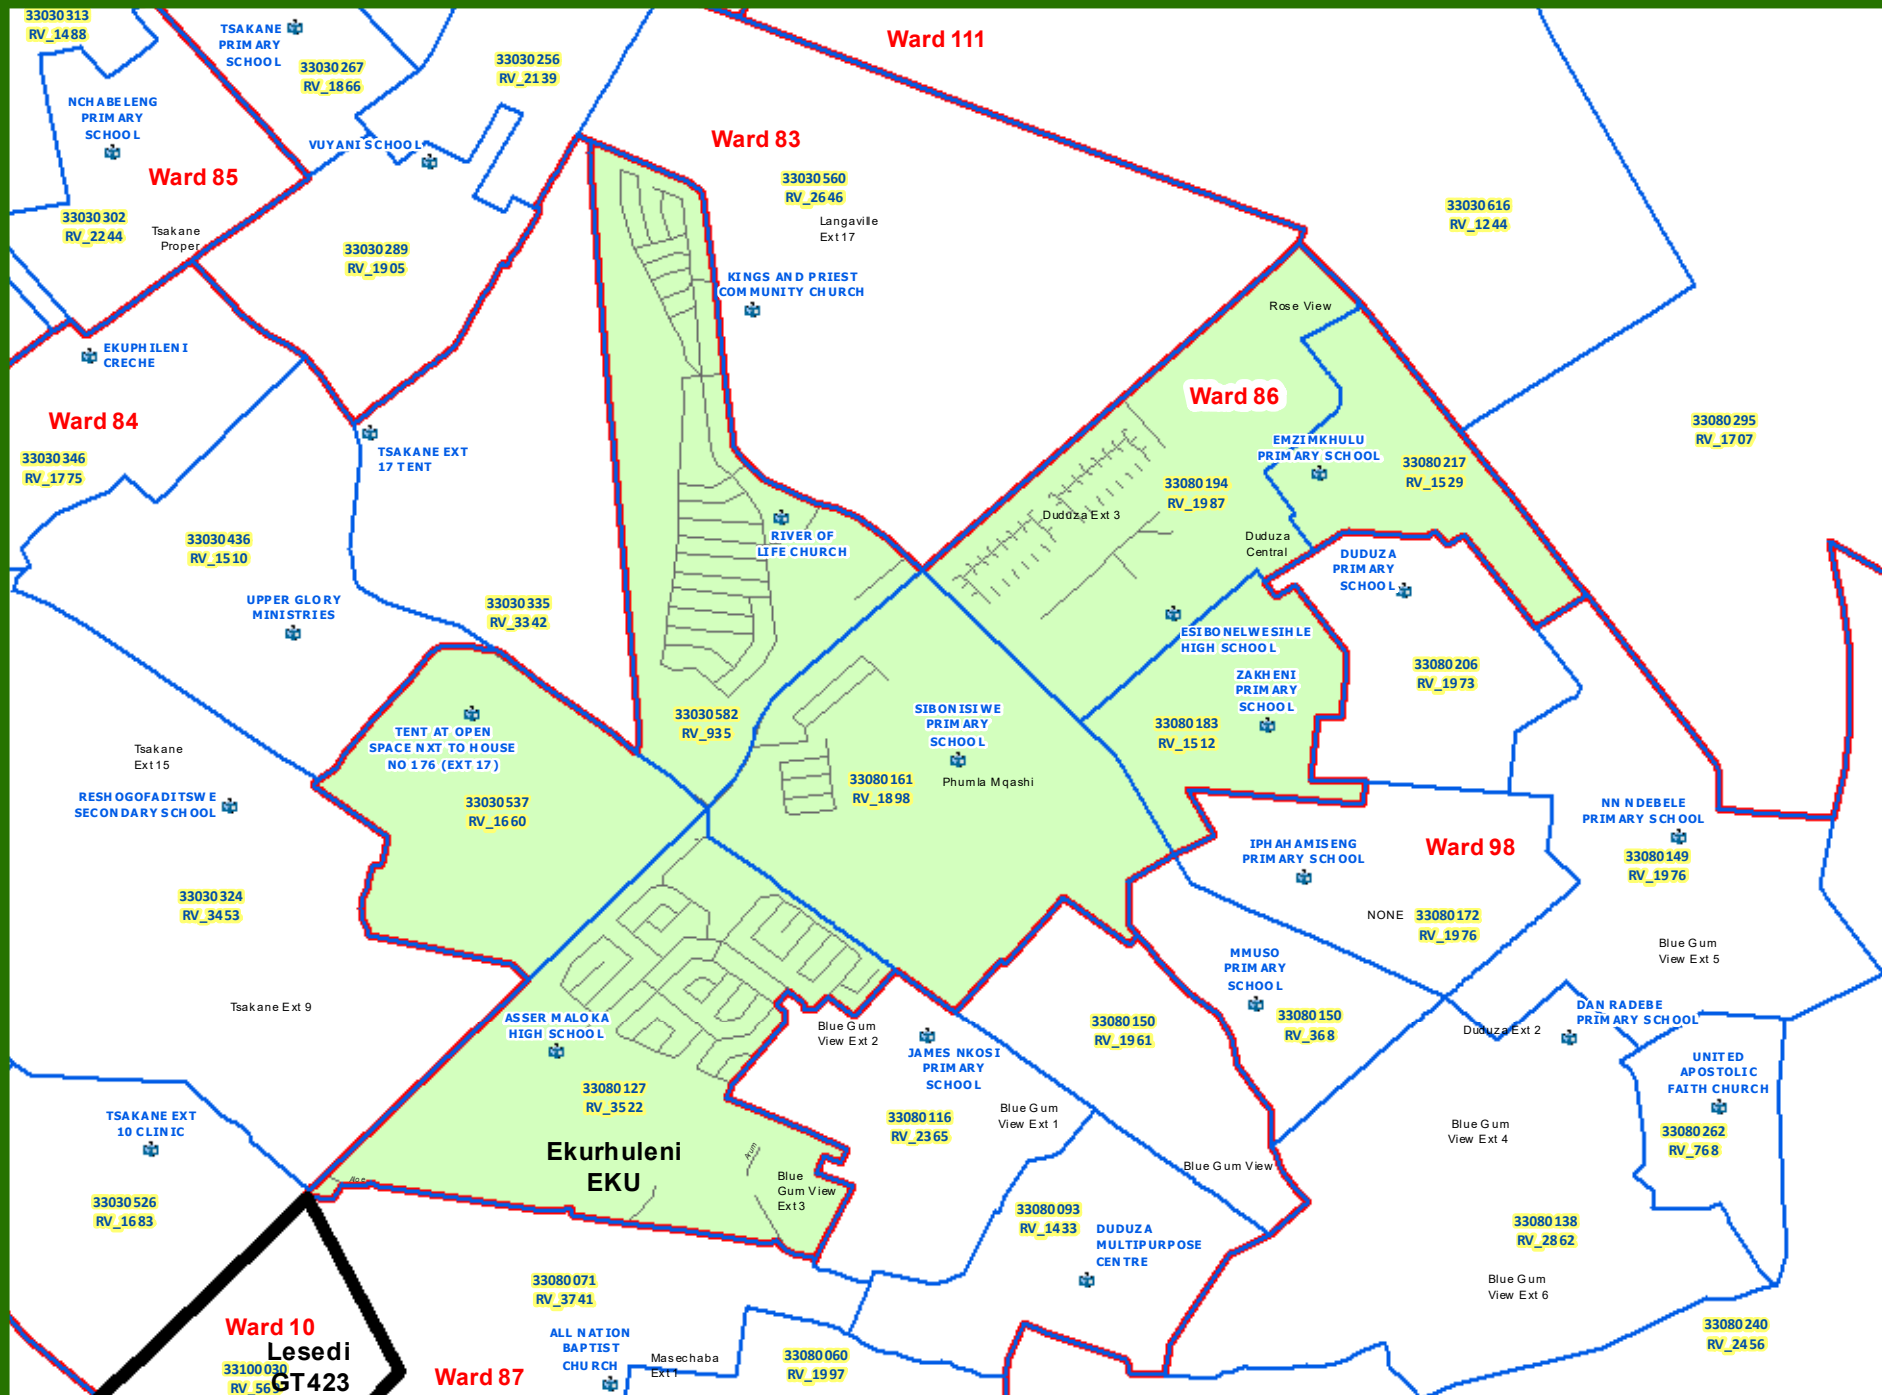 33030313
RV_1488
TSAKANE
PRIMARY
SCHOOL
33030267
RV_1866
33030256
RV_2139
Ward 111
NCHABELENG
PRIMARY
SCHOOL
VUYANI SCHOOL
Ward 83
Ward 85
33030560
RV_2646
Langaville
Ext 17
33030616
RV_1244
33030302
RV_2244
Tsakane
Proper
33030289
RV_1905
KINGS AND PRIEST
COMMUNITY CHURCH
Rose View
EKUPHILENI
CRECHE
Ward 86
Ward 84
33030346
RV_1775
TSAKANE EXT
17 TENT
EMZIMKHULU
PRIMARY SCHOOL
33080217
RV_1529
33080295
RV_1707
33080194
RV_1987
Duduza Ext 3
33030436
RV_1510
RIVER OF
LIFE CHURCH
Duduza
Central
DUDUZA
PRIMARY
SCHOOL
UPPER GLORY
MINISTRIES
33030335
RV_3342
ESIBONELWESIHLE
HIGH SCHOOL
33080206
RV_1973
ZAKHENI
PRIMARY
SCHOOL
33030582
RV_935
SIBONISIWE
PRIMARY
SCHOOL
33080183
RV_1512
TENT AT OPEN
SPACE NXT TO HOUSE
NO 176 (EXT 17)
Tsakane
Ext 15
33080161
RV_1898
Phumla Mqashi
RESHOGOFADITSWE
SECONDARY SCHOOL
33030537
RV_1660
NN NDEBELE
PRIMARY SCHOOL
IPHAHAMISENG
PRIMARY SCHOOL
Ward 98
33080149
RV_1976
33030324
RV_3453
NONE
33080172
RV_1976
Blue Gum
View Ext 5
MMUSO
PRIMARY
SCHOOL
Tsakane Ext 9
ASSER MALOKA
HIGH SCHOOL
Blue Gum
View Ext 2
33080150
RV_1961
33080150
RV_368
Duduza Ext 2
DAN RADEBE
PRIMARY SCHOOL
JAMES NKOSI
PRIMARY
SCHOOL
UNITED
APOSTOLIC
FAITH CHURCH
33080127
RV_3522
TSAKANE EXT
10 CLINIC
33080116
RV_2365
Blue Gum
View Ext 1
Blue Gum
View Ext 4
33080262
RV_768
Ekurhuleni
EKU
Arum
Aloe
Blue
Gum View
Ext 3
Blue Gum View
33030526
RV_1683
33080093
RV_1433
DUDUZA
MULTIPURPOSE
CENTRE
33080138
RV_2862
33080071
RV_3741
Blue Gum
View Ext 6
Ward 10
Lesedi
GT423
33100030
RV_569
ALL NATION
BAPTIST
CHURCH
Ward 87
Masechaba
Ext 1
33080060
RV_1997
33080240
RV_2456